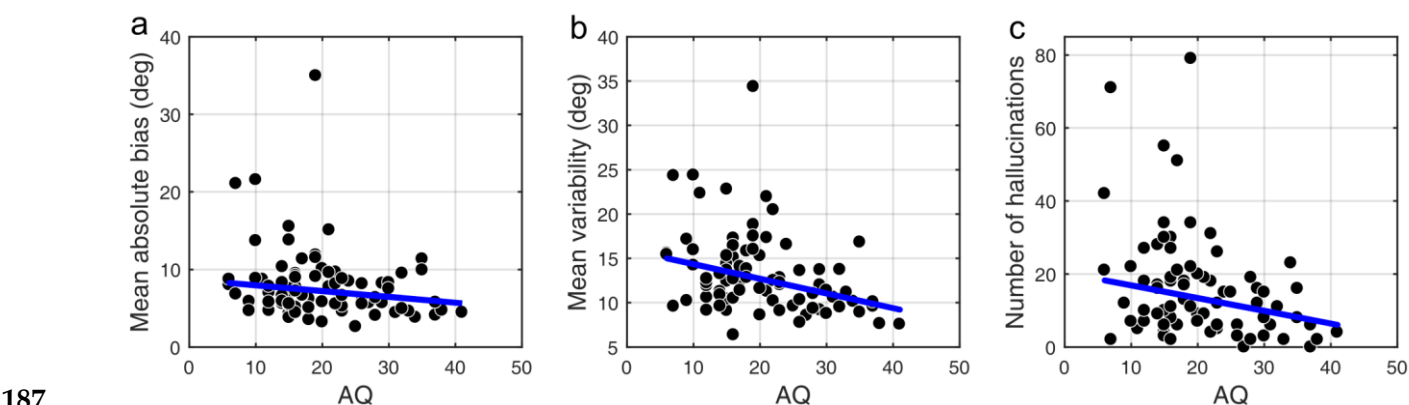 a
Mean absolute bias (deg)
40
30
20
10
0
0 10 20 30 40 50
AQ
b
Mean variability (deg)
40
35
30
25
20
15
10
5
0 10 20 30 40 50
AQ
c
Number of hallucinations
80
60
40
20
0
0 10 20 30 40 50
AQ
187